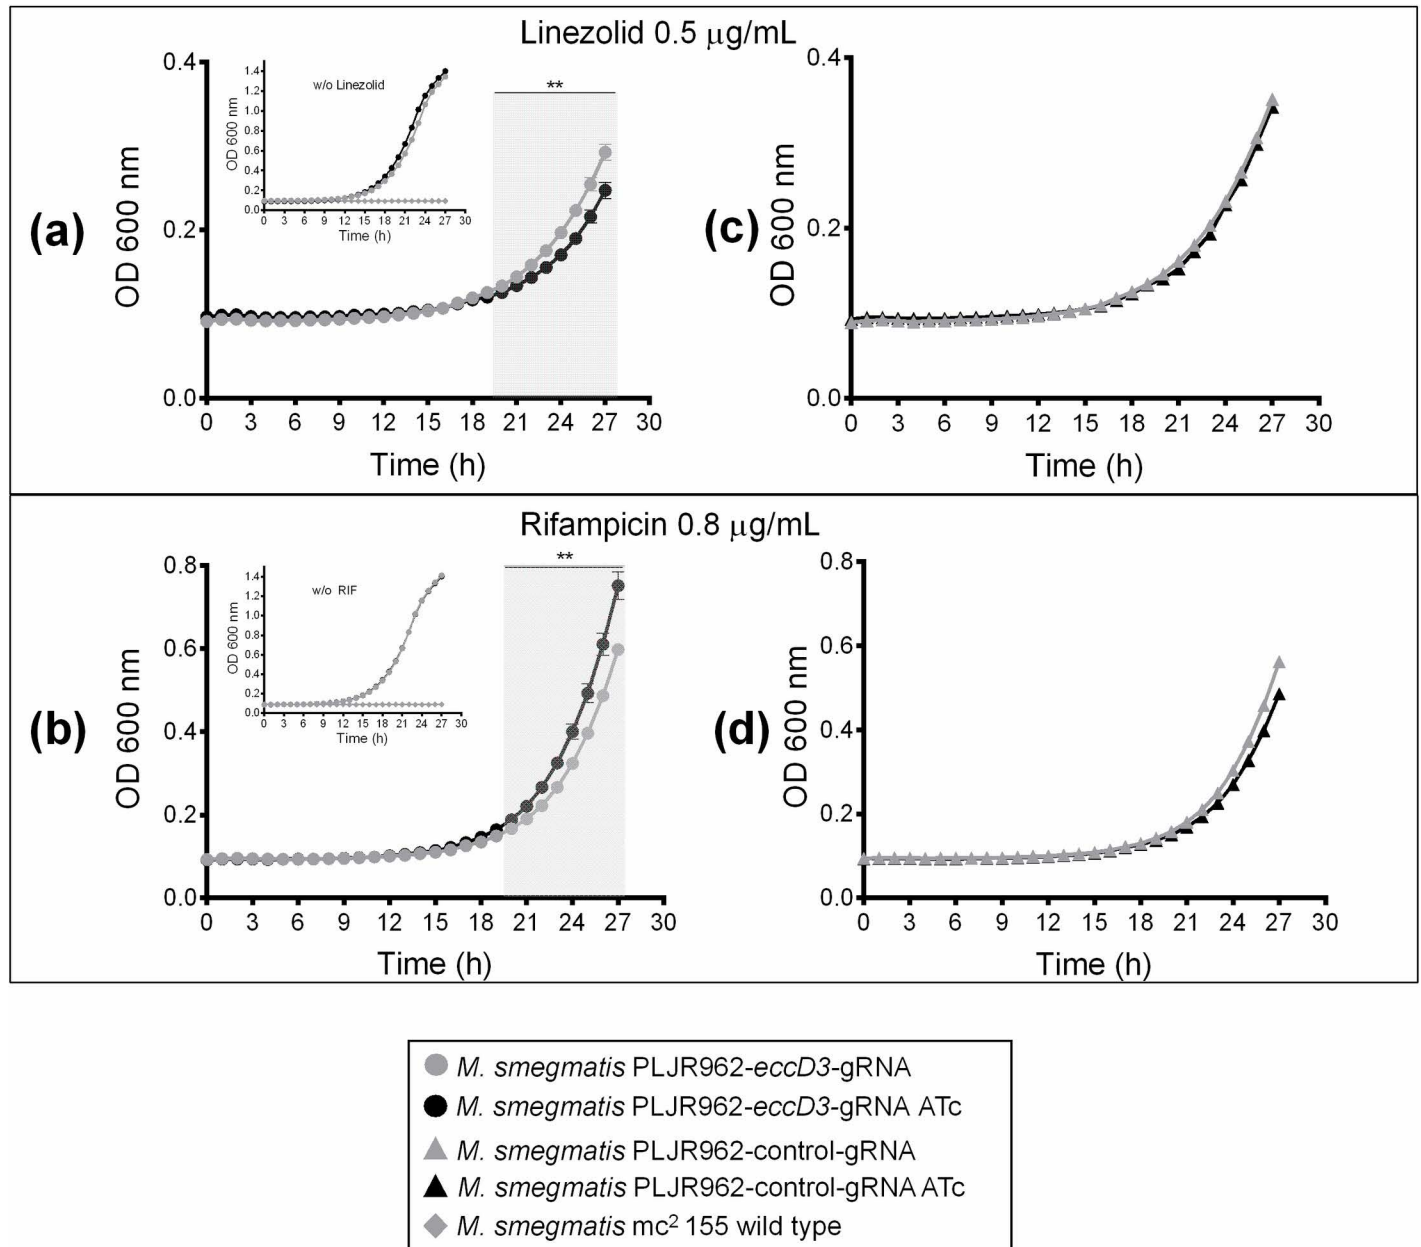 Linezolid 0.5 μg/mL
(a)
OD 600 nm
0.4
0.2
0.0
0 3 6 9 12 15 18 21 24 27 30
Time (h)
w/o Linezolid
OD 600 nm
1.4
1.2
1.0
0.8
0.6
0.4
0.2
0.0
0 3 6 9 12 15 18 21 24 27 30
Time (h)
**
(c)
OD 600 nm
0.4
0.2
0.0
0 3 6 9 12 15 18 21 24 27 30
Time (h)
Rifampicin 0.8 μg/mL
(b)
OD 600 nm
0.8
0.6
0.4
0.2
0.0
0 3 6 9 12 15 18 21 24 27 30
Time (h)
w/o RIF
OD 600 nm
1.4
1.2
1.0
0.8
0.6
0.4
0.2
0.0
0 3 6 9 12 15 18 21 24 27 30
Time (h)
**
(d)
OD 600 nm
0.8
0.6
0.4
0.2
0.0
0 3 6 9 12 15 18 21 24 27 30
Time (h)
M. smegmatis PLJR962-eccD3-gRNA
M. smegmatis PLJR962-eccD3-gRNA ATc
M. smegmatis PLJR962-control-gRNA
M. smegmatis PLJR962-control-gRNA ATc
M. smegmatis mc² 155 wild type